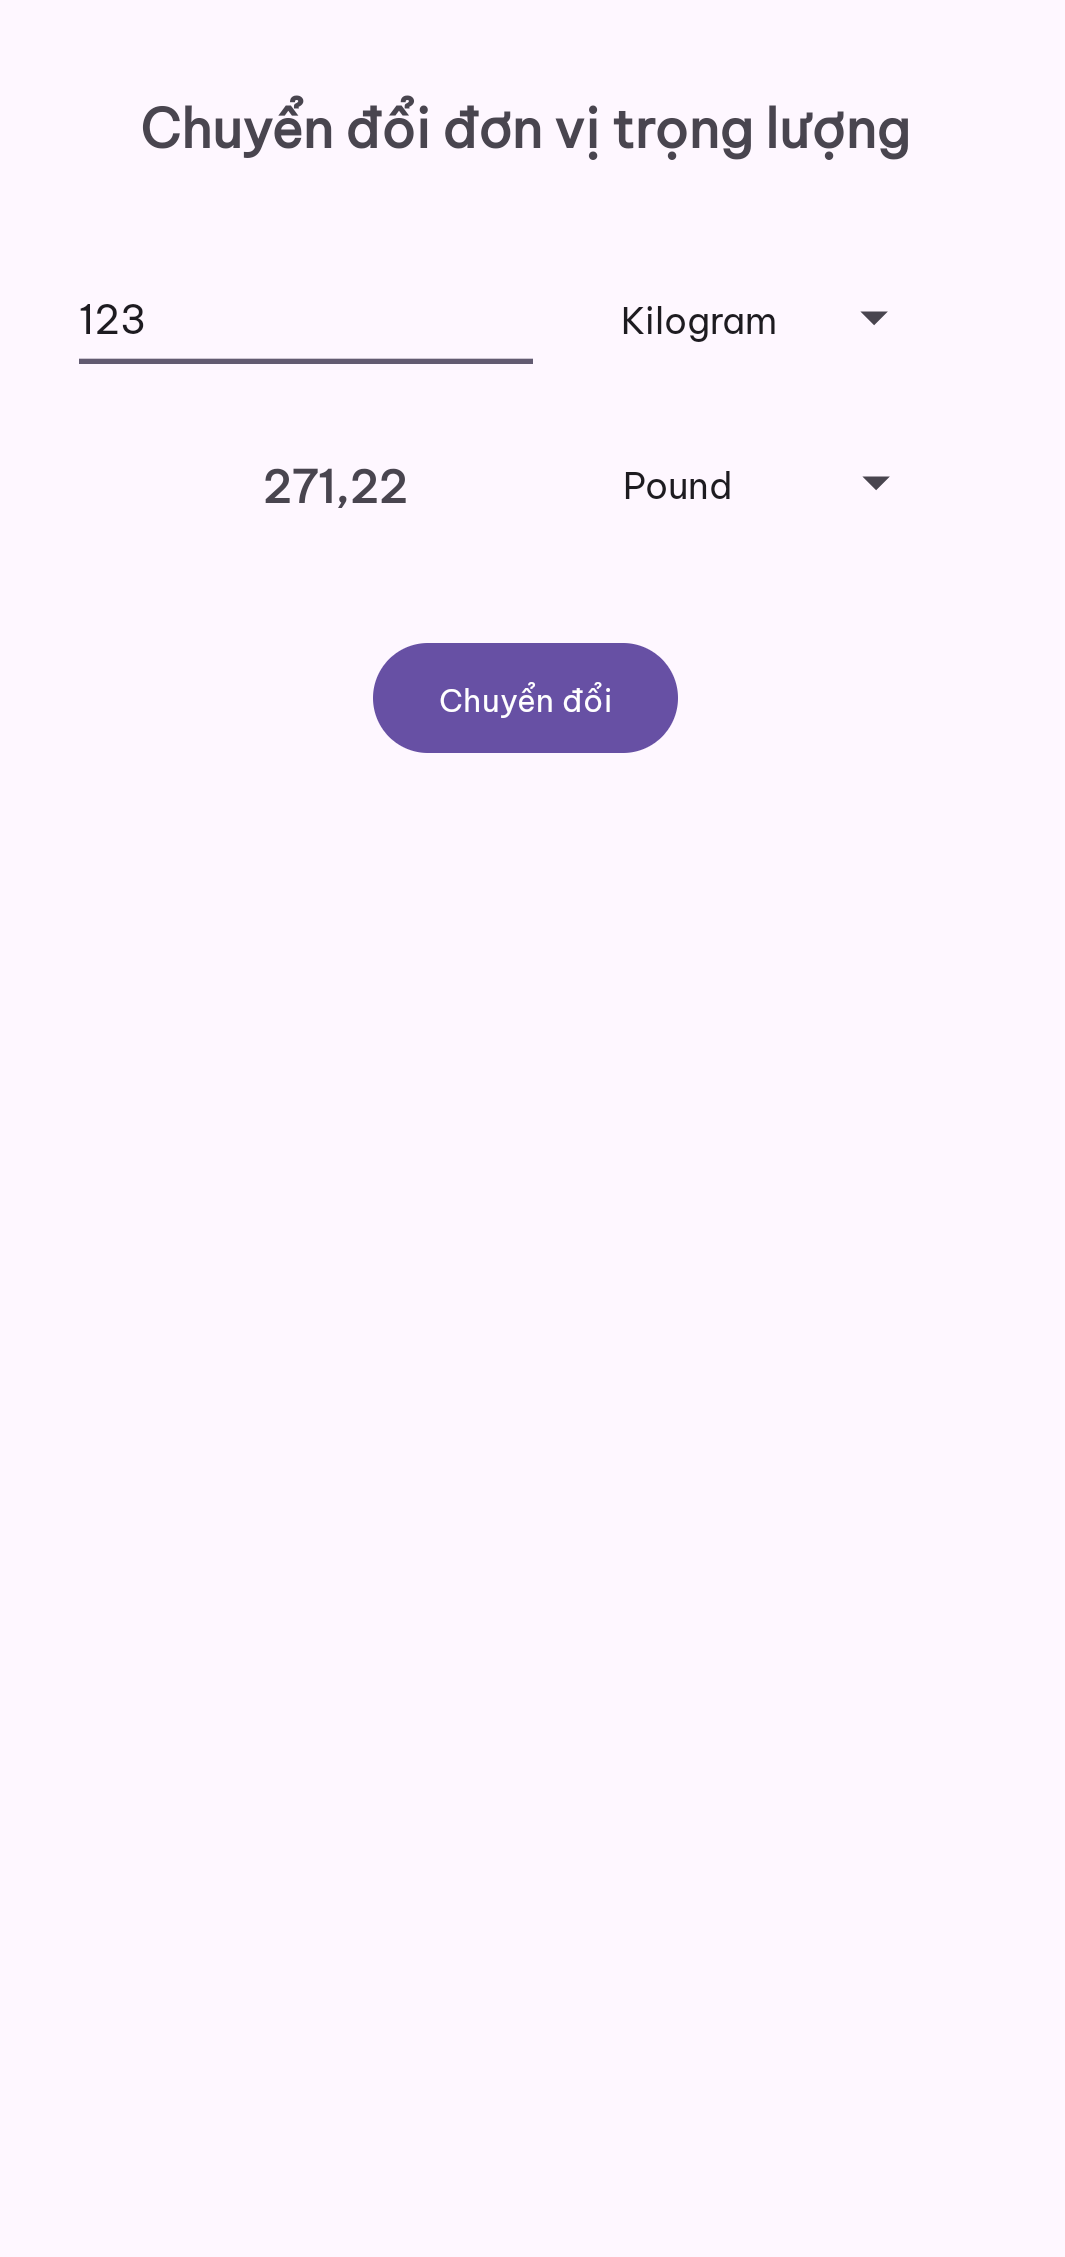 Chuyển đổi đơn vị trọng lượng
123 Kilogram
271,22 Pound
Chuyển đổi